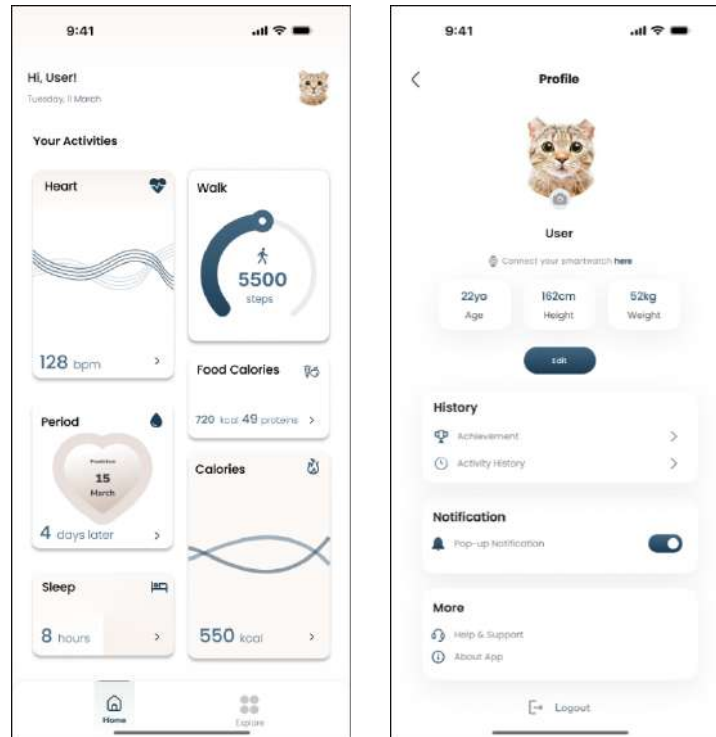 9:41
Hi, User!
Tuesday, 11 March
Your Activities
Heart
128 bpm
Walk
5500
steps
Food Calories
720 kcal 49 proteins
Period
Prediction
15
March
4 days later
Calories
550 kcal
Sleep
8 hours
Home
Explore
9:41
Profile
User
Connect your smartwatch here
22yo
Age
162cm
Height
52kg
Weight
Edit
History
Achievement
Activity History
Notification
Pop-up Notification
More
Help & Support
About App
Logout